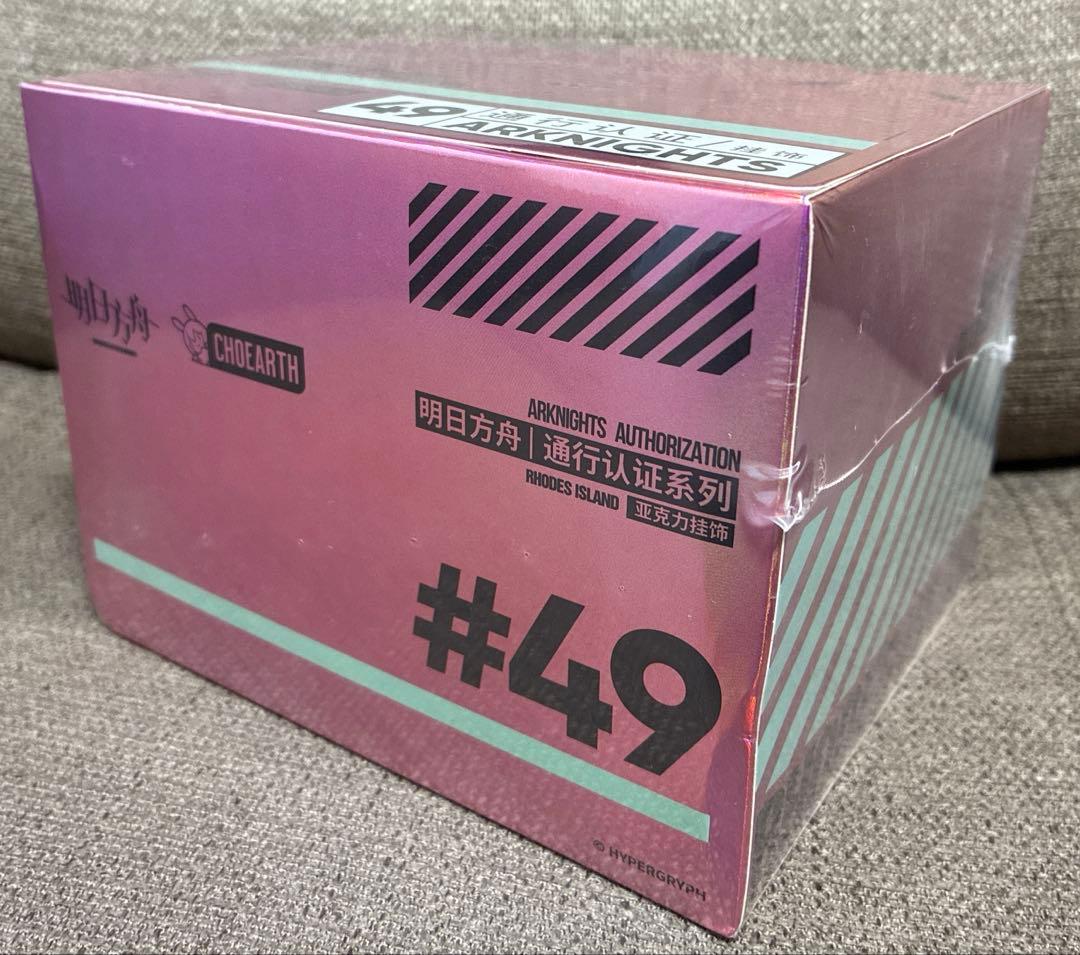 49 通行认证/挂饰
ARKNIGHTS
明日方舟
CHOEARTH
ARKNIGHTS AUTHORIZATION
明日方舟|通行认证系列
RHODES ISLAND 亚克力挂饰
#49
© HYPERGRYPH